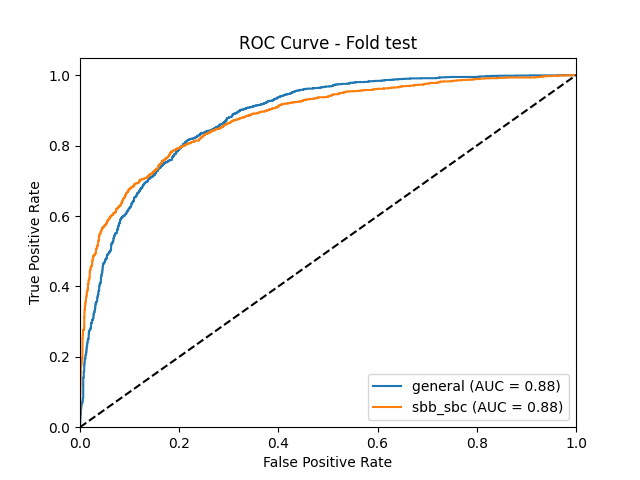 ROC Curve - Fold test
True Positive Rate
1.0
0.8
0.6
0.4
0.2
0.0
general (AUC = 0.88)
sbb_sbc (AUC = 0.88)
0.0 0.2 0.4 0.6 0.8 1.0
False Positive Rate